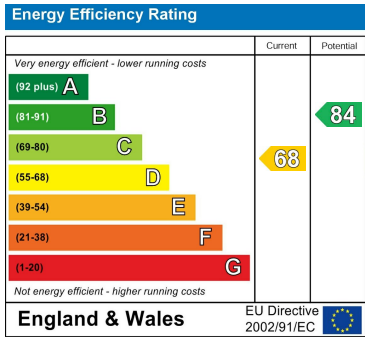 Energy Efficiency Rating
Current Potential
Very energy efficient - lower running costs
(92 plus) A
(81-91) B 84
(69-80) C
68
(55-68) D
(39-54) E
(21-38) F
(1-20) G
Not energy efficient - higher running costs
England & Wales
EU Directive
2002/91/EC